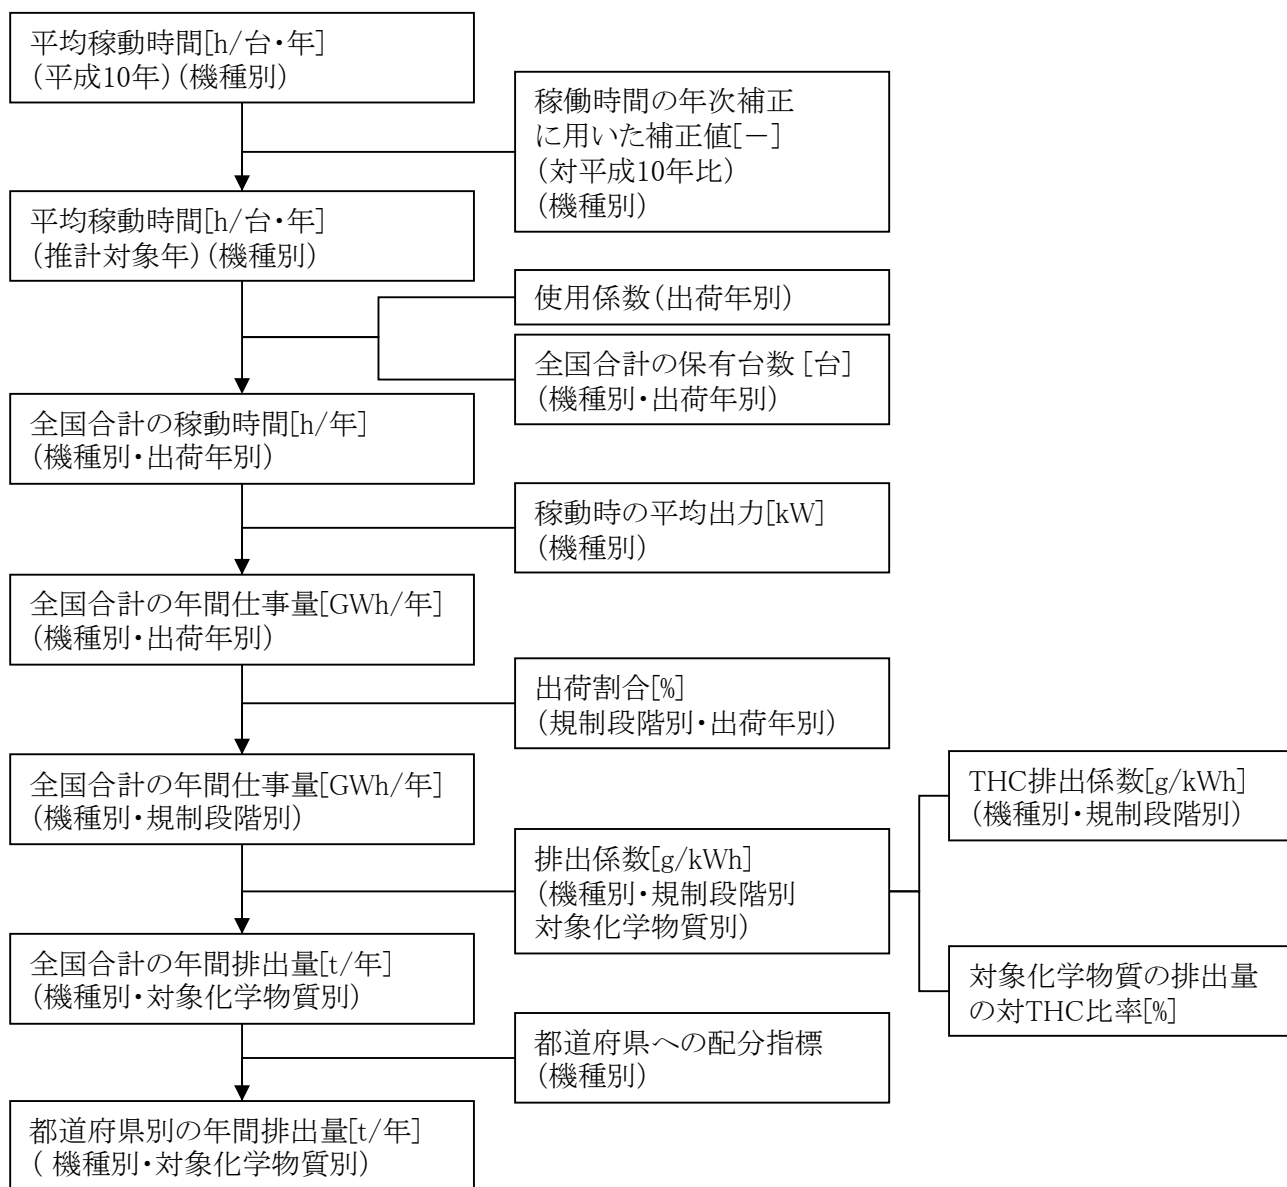 平均稼動時間[h/台・年]
(平成10年)(機種別)
稼働時間の年次補正
に用いた補正値[－]
(対平成10年比)
(機種別)
平均稼動時間[h/台・年]
(推計対象年)(機種別)
使用係数(出荷年別)
全国合計の保有台数 [台]
(機種別・出荷年別)
全国合計の稼動時間[h/年]
(機種別・出荷年別)
稼動時の平均出力[kW]
(機種別)
全国合計の年間仕事量[GWh/年]
(機種別・出荷年別)
出荷割合[%]
(規制段階別・出荷年別)
全国合計の年間仕事量[GWh/年]
(機種別・規制段階別)
THC排出係数[g/kWh]
(機種別・規制段階別)
排出係数[g/kWh]
(機種別・規制段階別
対象化学物質別)
全国合計の年間排出量[t/年]
(機種別・対象化学物質別)
対象化学物質の排出量
の対THC比率[%]
都道府県への配分指標
(機種別)
都道府県別の年間排出量[t/年]
( 機種別・対象化学物質別)